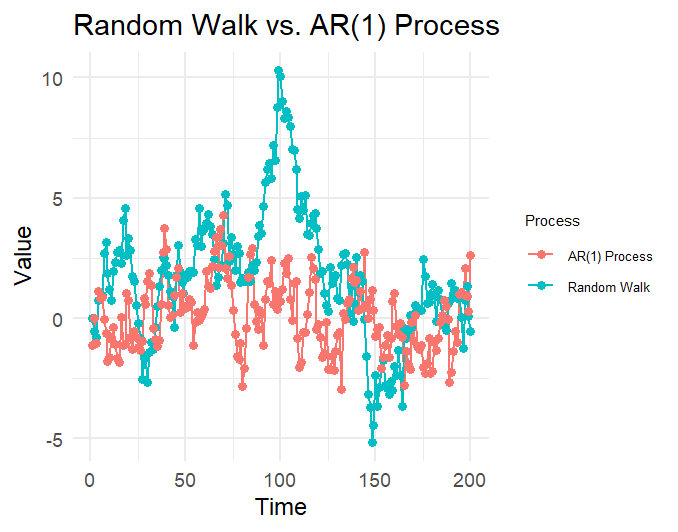 Random Walk vs. AR(1) Process
Value
10
5
0
-5
0 50 100 150 200
Time
Process
AR(1) Process
Random Walk